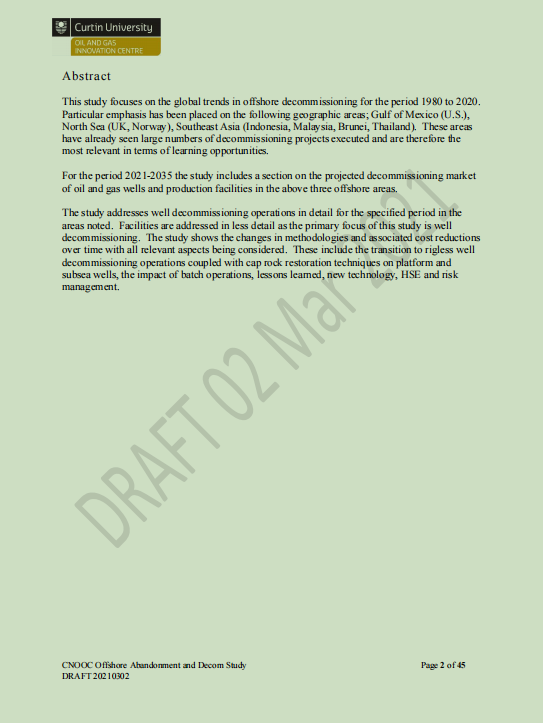 Curtin University
OIL AND GAS
INNOVATION CENTRE
Abstract
This study focuses on the global trends in offshore decommissioning for the period 1980 to 2020.
Particular emphasis has been placed on the following geographic areas; Gulf of Mexico (U.S.),
North Sea (UK, Norway), Southeast Asia (Indonesia, Malaysia, Brunei, Thailand). These areas
have already seen large numbers of decommissioning projects executed and are therefore the
most relevant in terms of learning opportunities.
For the period 2021-2035 the study includes a section on the projected decommissioning market
of oil and gas wells and production facilities in the above three offshore areas.
The study addresses well decommissioning operations in detail for the specified period in the
areas noted. Facilities are addressed in less detail as the primary focus of this study is well
decommissioning. The study shows the changes in methodologies and associated cost reductions
over time with all relevant aspects being considered. These include the transition to rigless well
decommissioning operations coupled with cap rock restoration techniques on platform and
subsea wells, the impact of batch operations, lessons learned, new technology, HSE and risk
management.
DRAFT 02 Mar 2021
CNOOC Offshore Abandonment and Decom Study
Page 2 of 45
DRAFT 20210302